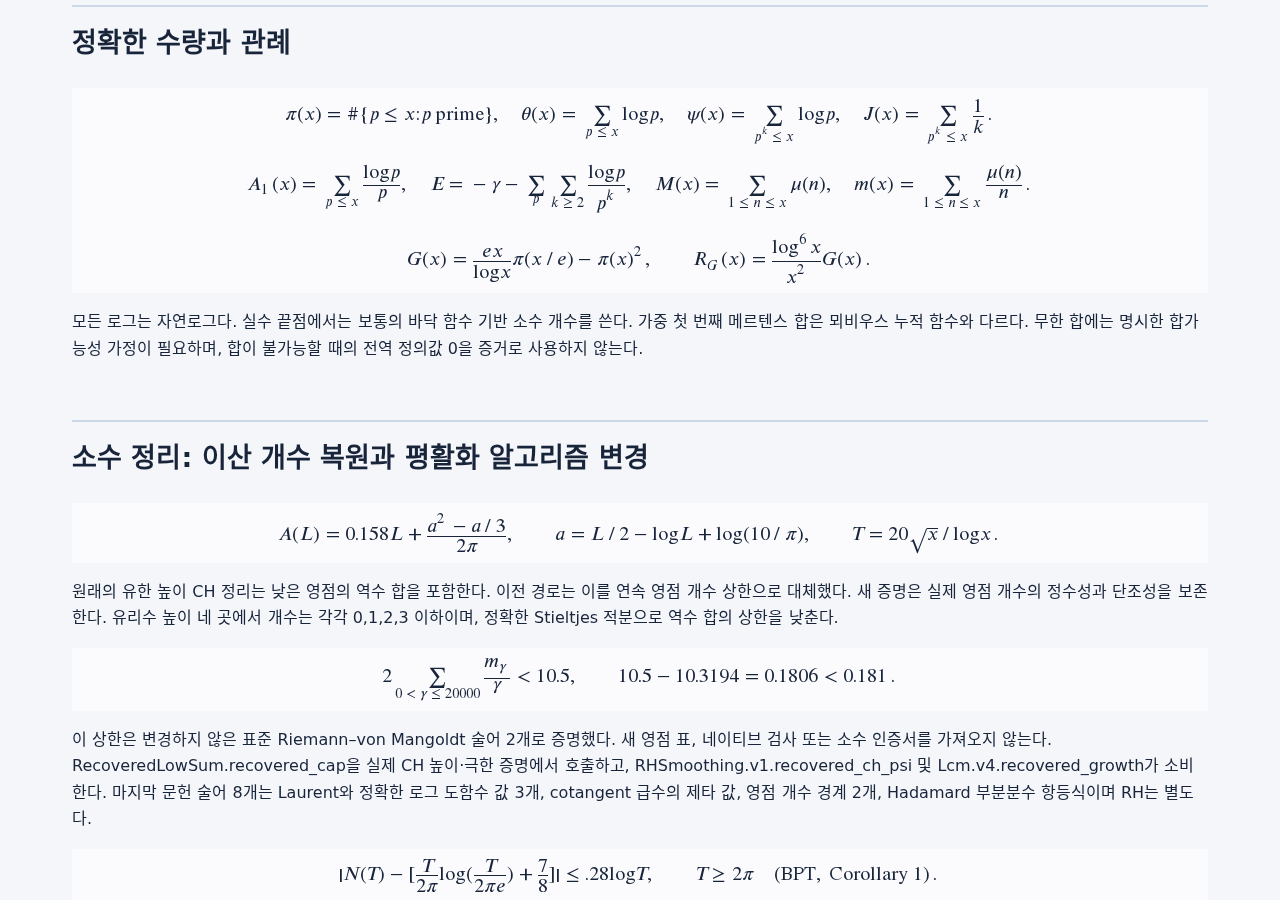 정확한 수량과 관례
π(x) = #{p ≤ x:p prime}, θ(x) = ∑_{p ≤ x} logp, ψ(x) = ∑_{p^k ≤ x} logp, J(x) = ∑_{p^k ≤ x} 1/k .
A_1 (x) = ∑_{p ≤ x} logp/p, E = − γ − ∑_p ∑_{k ≥ 2} logp/p^k, M(x) = ∑_{1 ≤ n ≤ x} μ(n), m(x) = ∑_{1 ≤ n ≤ x} μ(n)/n .
G(x) = ex/logx π(x / e) − π(x)^2 , R_G (x) = log^6 x/x^2 G(x) .
모든 로그는 자연로그다. 실수 끝점에서는 보통의 바닥 함수 기반 소수 개수를 쓴다. 가중 첫 번째 메르텐스 합은 뫼비우스 누적 함수와 다르다. 무한 합에는 명시한 합가
능성 가정이 필요하며, 합이 불가능할 때의 전역 정의값 0을 증거로 사용하지 않는다.
소수 정리: 이산 개수 복원과 평활화 알고리즘 변경
A(L) = 0.158L + (a^2 − a / 3)/2π, a = L / 2 − logL + log(10 / π), T = 20√x / logx .
원래의 유한 높이 CH 정리는 낮은 영점의 역수 합을 포함한다. 이전 경로는 이를 연속 영점 개수 상한으로 대체했다. 새 증명은 실제 영점 개수의 정수성과 단조성을 보존
한다. 유리수 높이 네 곳에서 개수는 각각 0,1,2,3 이하이며, 정확한 Stieltjes 적분으로 역수 합의 상한을 낮춘다.
2 ∑_{0 < γ ≤ 20000} m_γ/γ < 10.5, 10.5 − 10.3194 = 0.1806 < 0.181 .
이 상한은 변경하지 않은 표준 Riemann–von Mangoldt 술어 2개로 증명했다. 새 영점 표, 네이티브 검사 또는 소수 인증서를 가져오지 않는다.
RecoveredLowSum.recovered_cap을 실제 CH 높이·극한 증명에서 호출하고, RHSmoothing.v1.recovered_ch_psi 및 Lcm.v4.recovered_growth가 소비
한다. 마지막 문헌 술어 8개는 Laurent와 정확한 로그 도함수 값 3개, cotangent 급수의 제타 값, 영점 개수 경계 2개, Hadamard 부분분수 항등식이며 RH는 별도
다.
|N(T) − [T/2π log(T/2πe) + 7/8]| ≤ .28logT, T ≥ 2π (BPT, Corollary 1) .